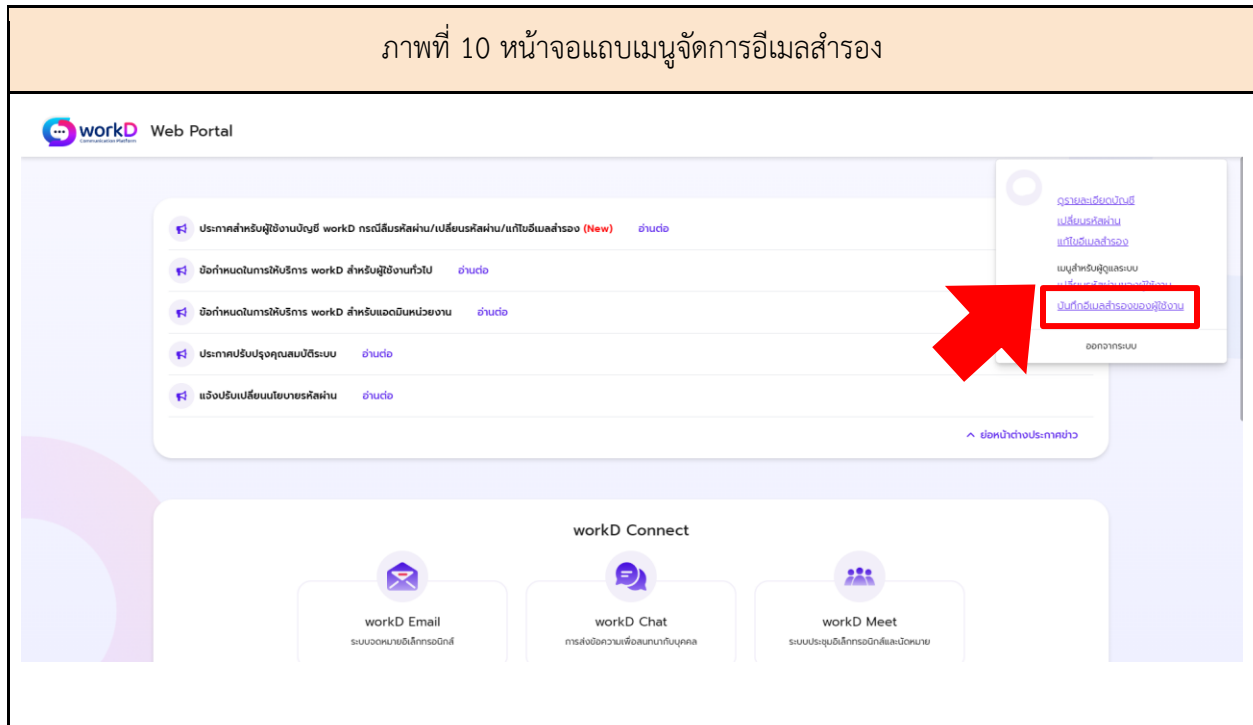 ภาพที่ 10 หน้าจอแถบเมนูจัดการอีเมลสำรอง
workD Web Portal
Communication Platform
ดูรายละเอียดบัญชี
เปลี่ยนรหัสผ่าน
แก้ไขอีเมลสำรอง
เมนูสำหรับผู้ดูแลระบบ
เปลี่ยนรหัสผ่านของผู้ใช้งาน
บันทึกอีเมลสำรองของผู้ใช้งาน
ออกจากระบบ
ประกาศสำหรับผู้ใช้งานบัญชี workD กรณีลืมรหัสผ่าน/เปลี่ยนรหัสผ่าน/แก้ไขอีเมลสำรอง (New) อ่านต่อ
ข้อกำหนดในการให้บริการ workD สำหรับผู้ใช้งานทั่วไป อ่านต่อ
ข้อกำหนดในการให้บริการ workD สำหรับแอดมินหน่วยงาน อ่านต่อ
ประกาศปรับปรุงคุณสมบัติระบบ อ่านต่อ
แจ้งปรับเปลี่ยนนโยบายรหัสผ่าน อ่านต่อ
ย่อหน้าต่างประกาศข่าว
workD Connect
workD Email
ระบบจดหมายอิเล็กทรอนิกส์
workD Chat
การส่งข้อความเพื่อสนทนากับบุคคล
workD Meet
ระบบประชุมอิเล็กทรอนิกส์และนัดหมาย